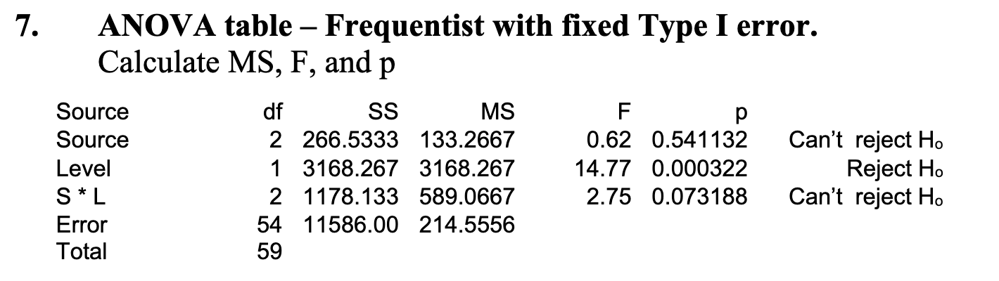 7. ANOVA table – Frequentist with fixed Type I error.
Calculate MS, F, and p
Source df SS MS F p
Source 2 266.5333 133.2667 0.62 0.541132 Can't reject Ho
Level 1 3168.267 3168.267 14.77 0.000322 Reject Ho
S * L 2 1178.133 589.0667 2.75 0.073188 Can't reject Ho
Error 54 11586.00 214.5556
Total 59